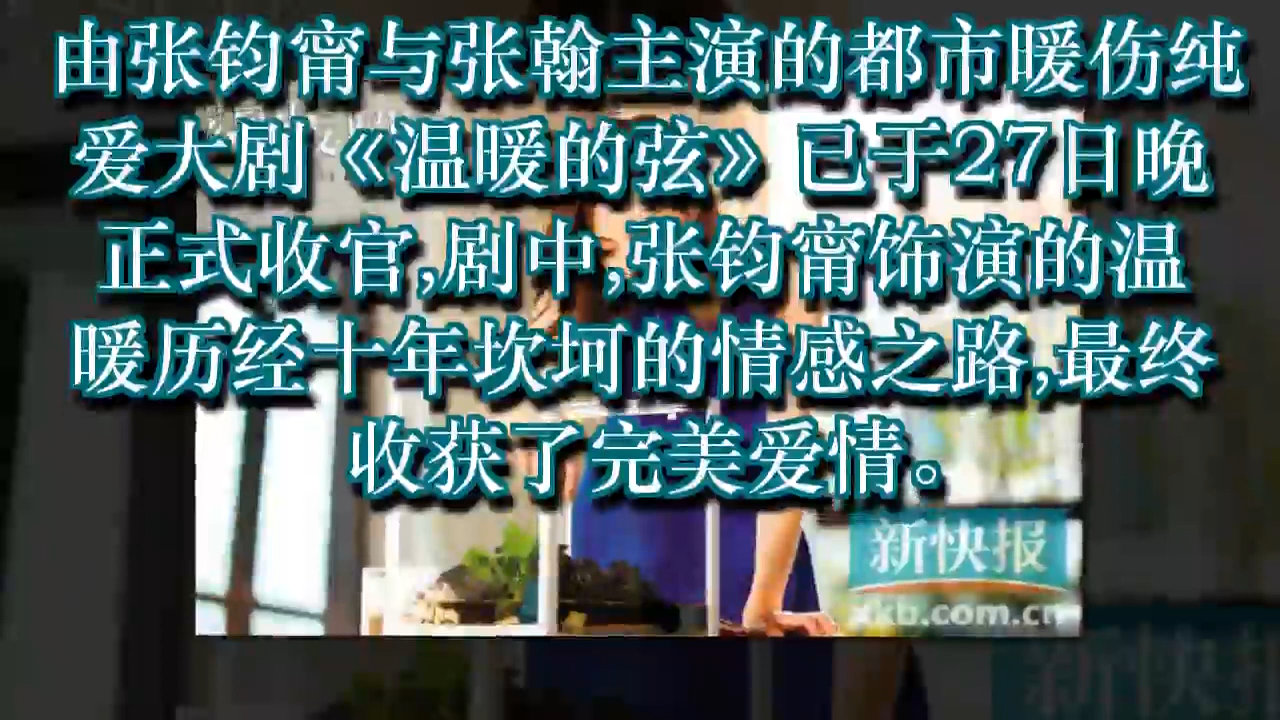 由张钧甯与张翰主演的都市暖伤纯
爱大剧《温暖的弦》已于27日晚
正式收官,剧中,张钧甯饰演的温
暖历经十年坎坷的情感之路,最终
收获了完美爱情。
新快报
xkb.com.cn
新快报